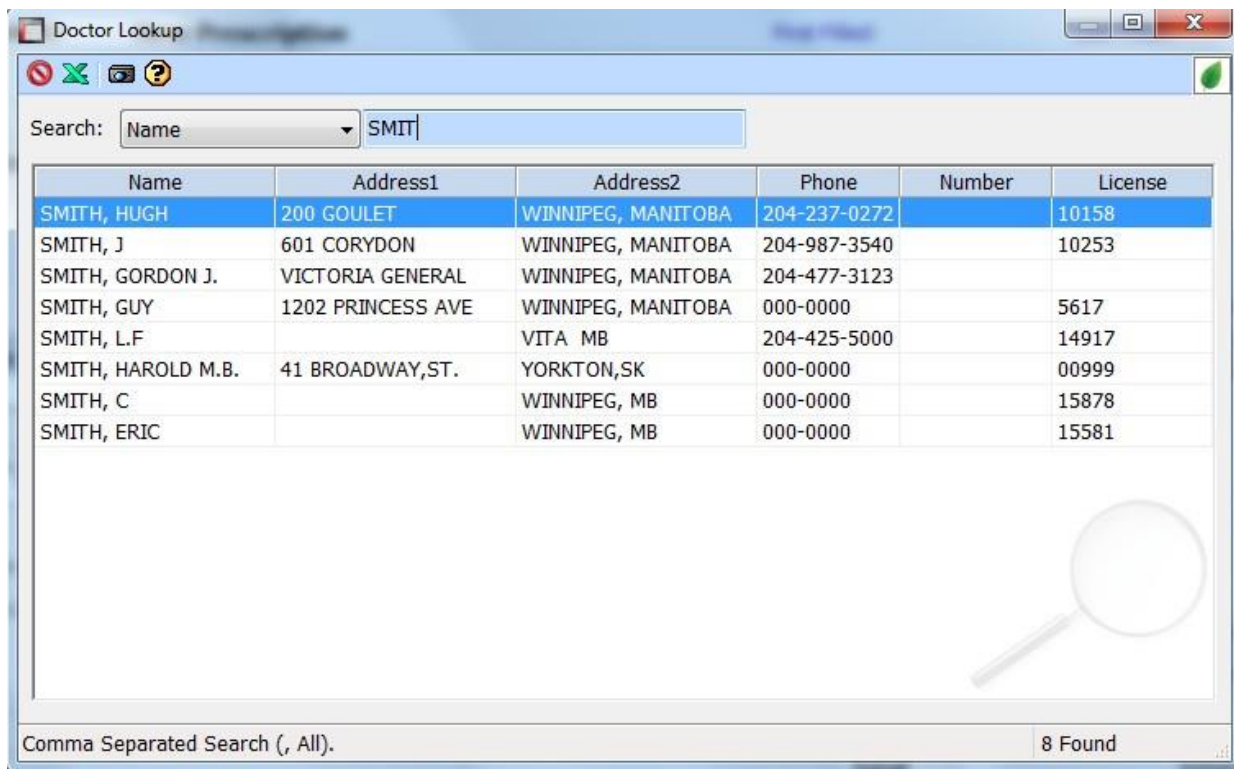 Doctor Lookup
Search: Name SMIT
Name Address1 Address2 Phone Number License
SMITH, HUGH 200 GOULET WINNIPEG, MANITOBA 204-237-0272 10158
SMITH, J 601 CORYDON WINNIPEG, MANITOBA 204-987-3540 10253
SMITH, GORDON J. VICTORIA GENERAL WINNIPEG, MANITOBA 204-477-3123
SMITH, GUY 1202 PRINCESS AVE WINNIPEG, MANITOBA 000-0000 5617
SMITH, L.F VITA MB 204-425-5000 14917
SMITH, HAROLD M.B. 41 BROADWAY,ST. YORKTON,SK 000-0000 00999
SMITH, C WINNIPEG, MB 000-0000 15878
SMITH, ERIC WINNIPEG, MB 000-0000 15581
Comma Separated Search (, All). 8 Found